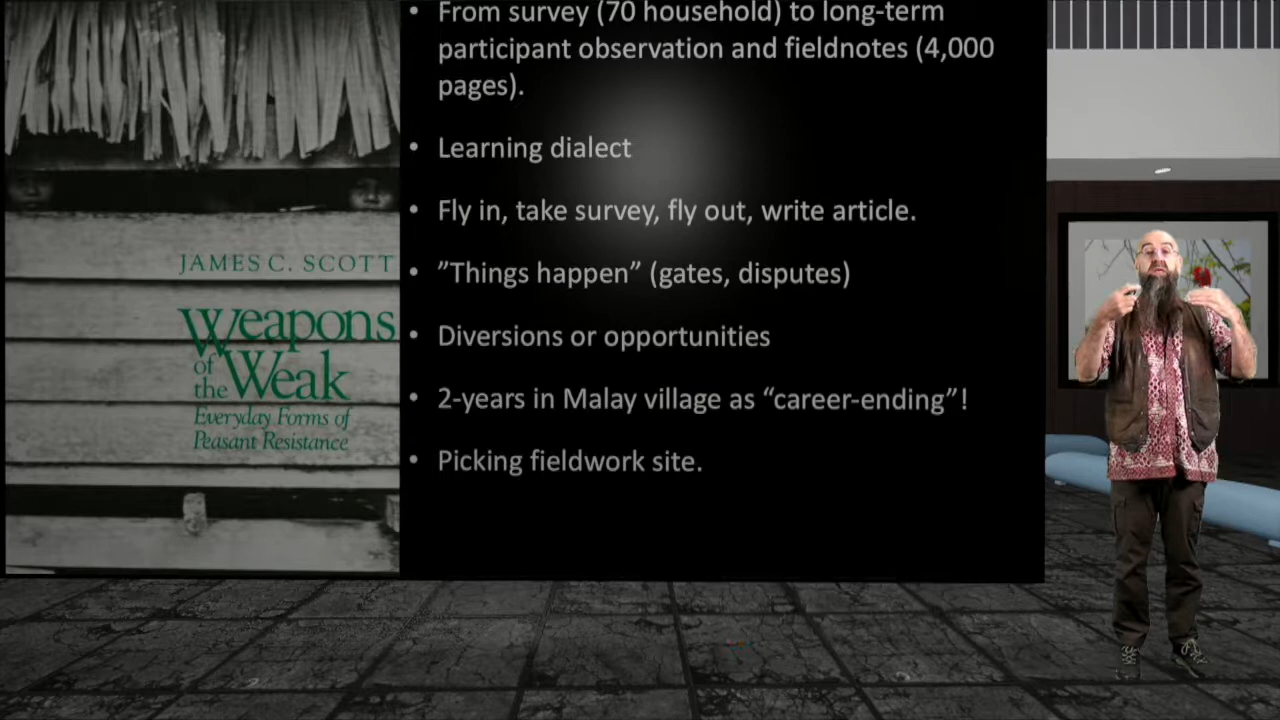 JAMES C. SCOTT
Weapons
of
the Weak
Everyday Forms of
Peasant Resistance
• From survey (70 household) to long-term
participant observation and fieldnotes (4,000
pages).
• Learning dialect
• Fly in, take survey, fly out, write article.
• ”Things happen” (gates, disputes)
• Diversions or opportunities
• 2-years in Malay village as “career-ending”!
• Picking fieldwork site.